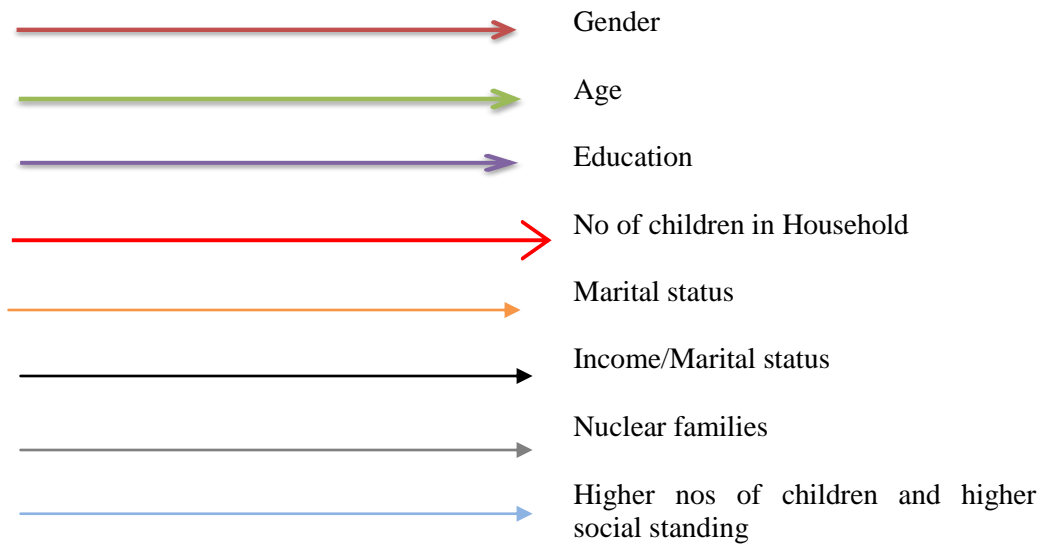 Gender
Age
Education
No of children in Household
Marital status
Income/Marital status
Nuclear families
Higher nos of children and higher
social standing